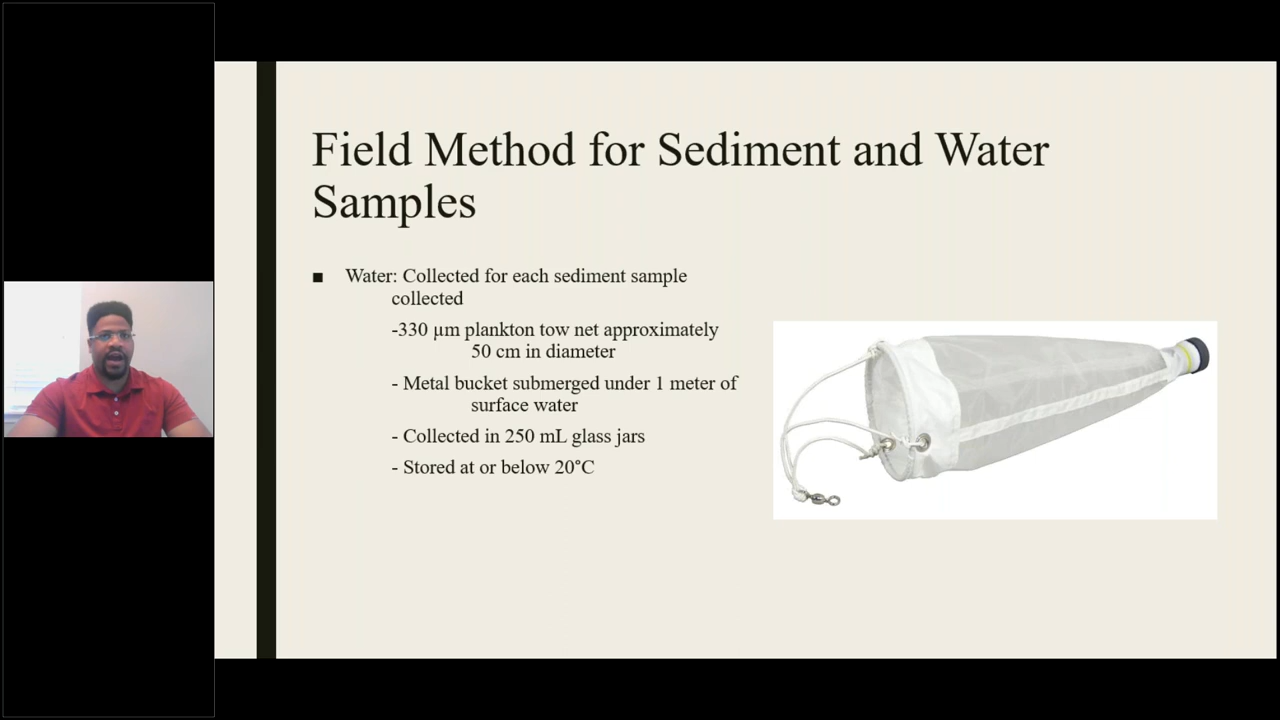 Field Method for Sediment and Water
Samples
■ Water: Collected for each sediment sample
collected
-330 µm plankton tow net approximately
50 cm in diameter
- Metal bucket submerged under 1 meter of
surface water
- Collected in 250 mL glass jars
- Stored at or below 20°C